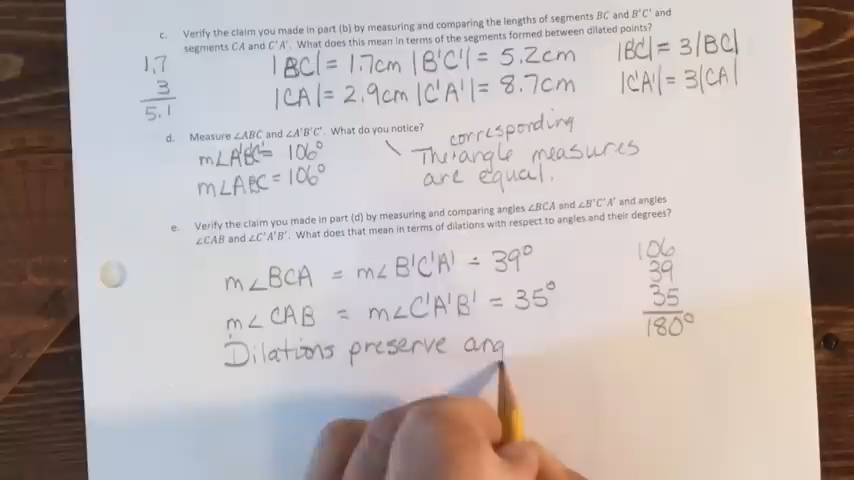 c. Verify the claim you made in part (b) by measuring and comparing the lengths of segments BC and B'C' and
segments CA and C'A'. What does this mean in terms of the segments formed between dilated points?
1.7
3
5.1
|BC| = 1.7cm |B'C'| = 5.2cm |BC| = 3|BC|
|CA| = 2.9cm |C'A'| = 8.7cm |C'A'| = 3|CA|
d. Measure ∠ABC and ∠A'B'C'. What do you notice?
m∠A'B'C' = 106°
m∠ABC = 106°
corresponding
The angle measures
are equal.
e. Verify the claim you made in part (d) by measuring and comparing angles ∠BCA and ∠B'C'A' and angles
∠CAB and ∠C'A'B'. What does that mean in terms of dilations with respect to angles and their degrees?
m∠BCA = m∠B'C'A' = 39°
m∠CAB = m∠C'A'B' = 35°
106
39
35
180°
Dilations preserve ang